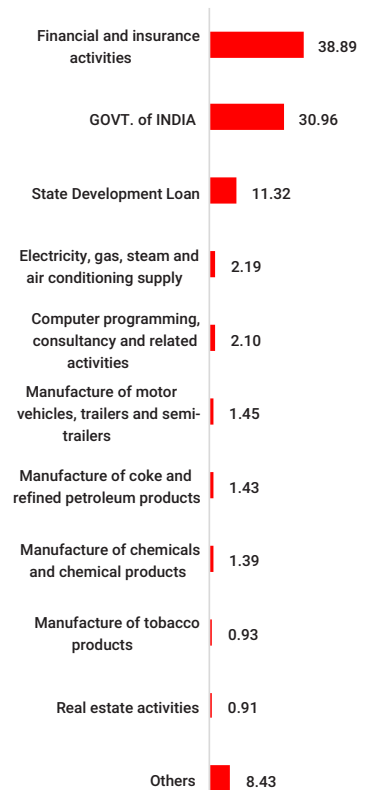 Financial and insurance
activities
38.89
GOVT. of INDIA
30.96
State Development Loan
11.32
Electricity, gas, steam and
air conditioning supply
2.19
Computer programming,
consultancy and related
activities
2.10
Manufacture of motor
vehicles, trailers and semi-
trailers
1.45
Manufacture of coke and
refined petroleum products
1.43
Manufacture of chemicals
and chemical products
1.39
Manufacture of tobacco
products
0.93
Real estate activities
0.91
Others
8.43